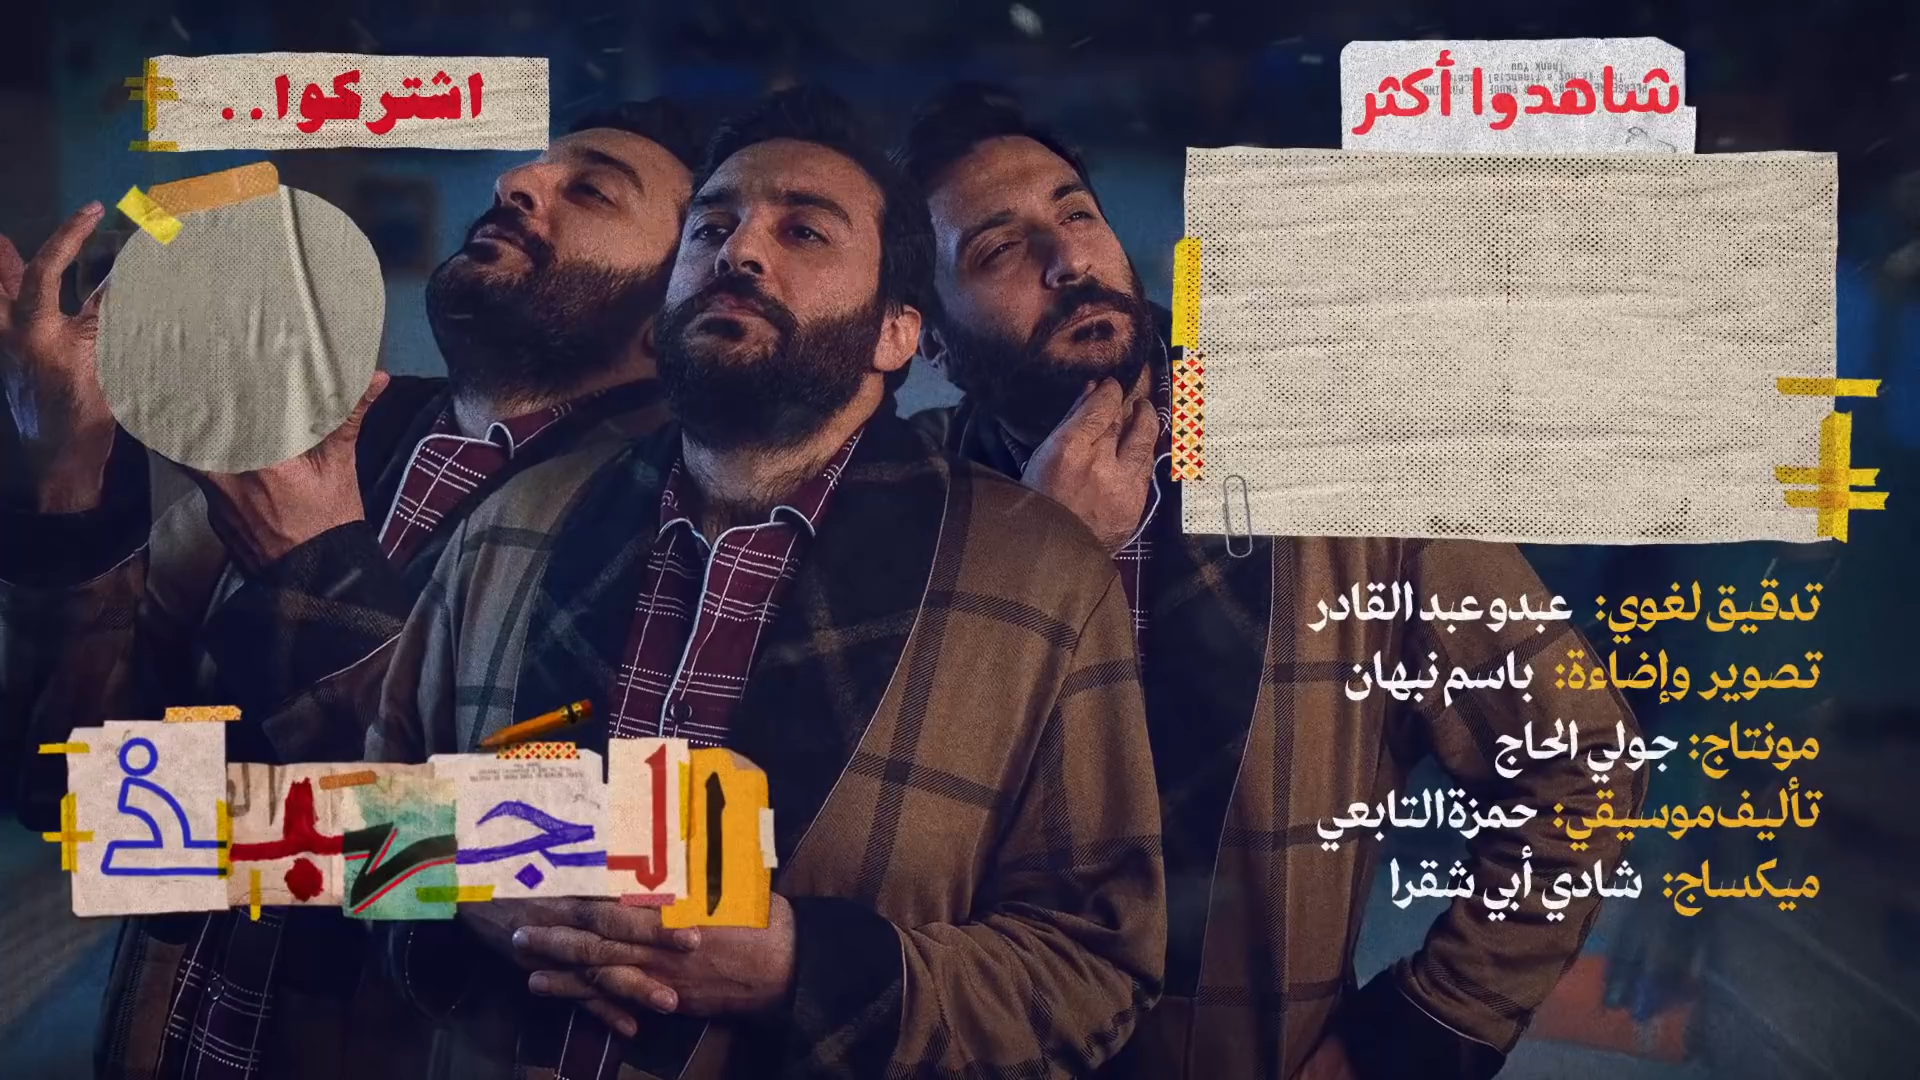 شاهدوا أكثر
اشتركوا..
تدقيق لغوي: عبدو عبد القادر
تصوير وإضاءة: باسم نبهان
مونتاج: جولي الحاج
تأليف موسيقي: حمزة التابعي
ميكساج: شادي أبي شقرا
الجهبذ